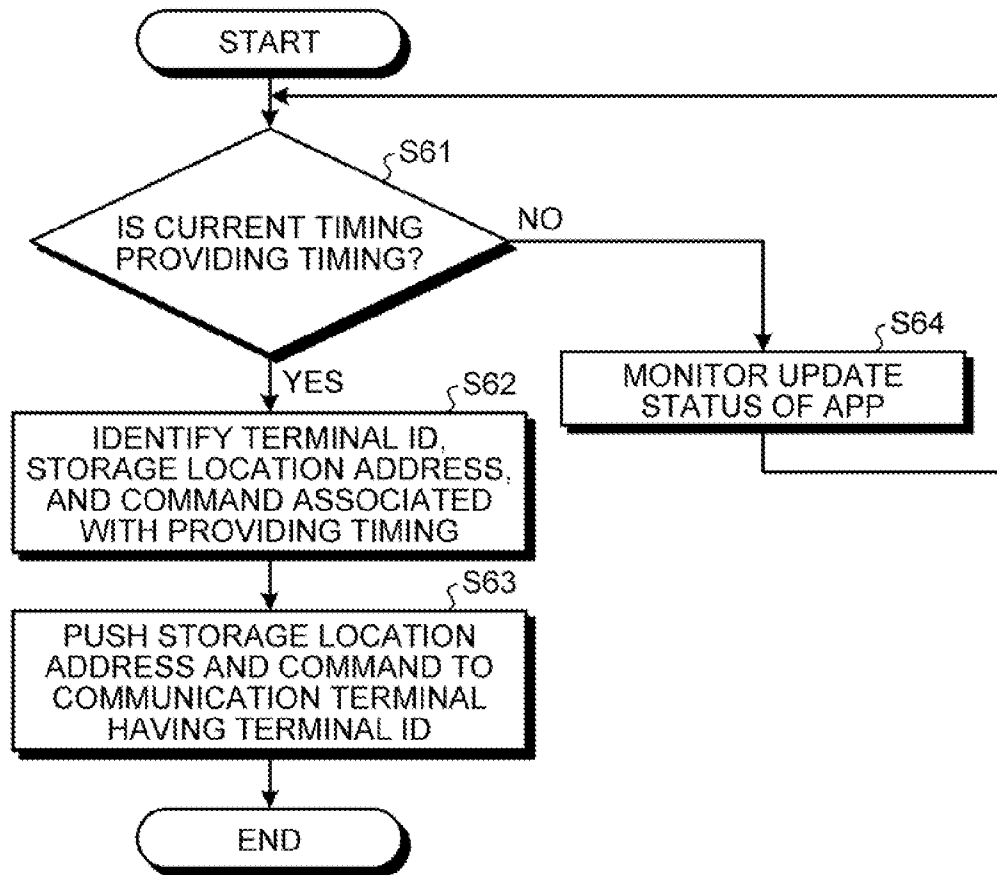 START
S61
IS CURRENT TIMING
PROVIDING TIMING?
NO
YES
S64
MONITOR UPDATE
STATUS OF APP
S62
IDENTIFY TERMINAL ID,
STORAGE LOCATION ADDRESS,
AND COMMAND ASSOCIATED
WITH PROVIDING TIMING
S63
PUSH STORAGE LOCATION
ADDRESS AND COMMAND TO
COMMUNICATION TERMINAL
HAVING TERMINAL ID
END